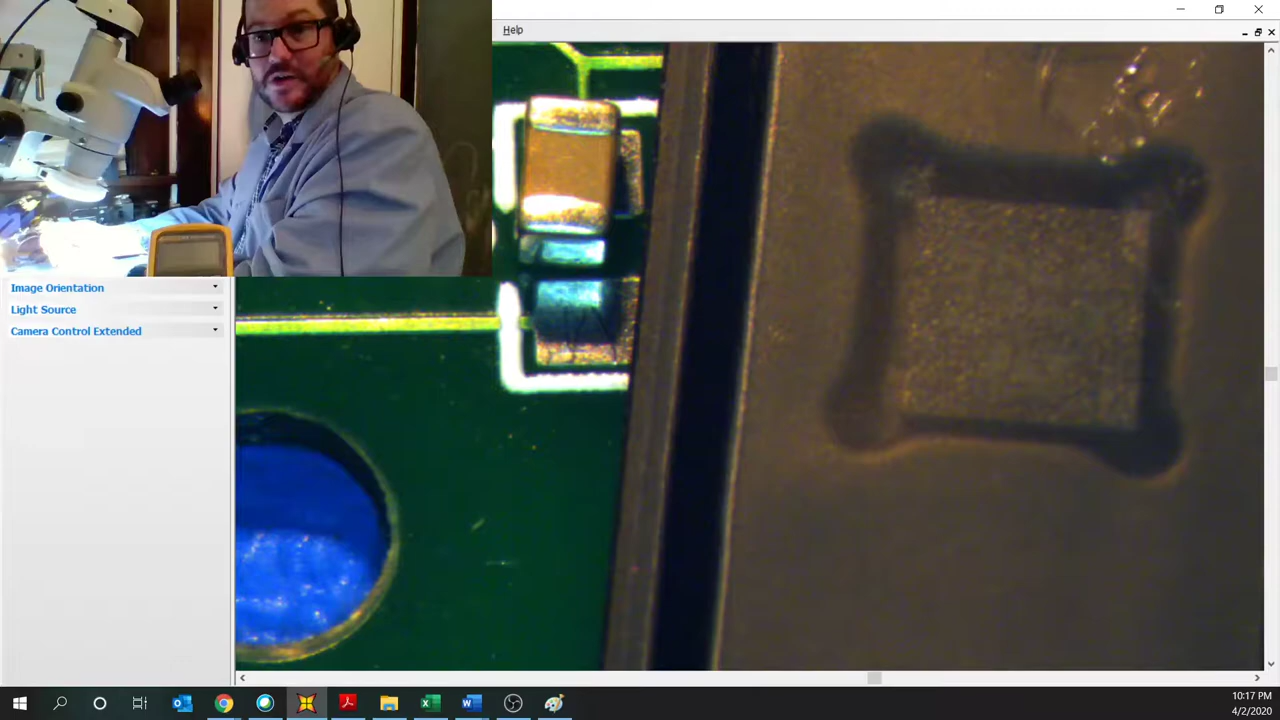 Help
Image Orientation
Light Source
Camera Control Extended
10:17 PM
4/2/2020